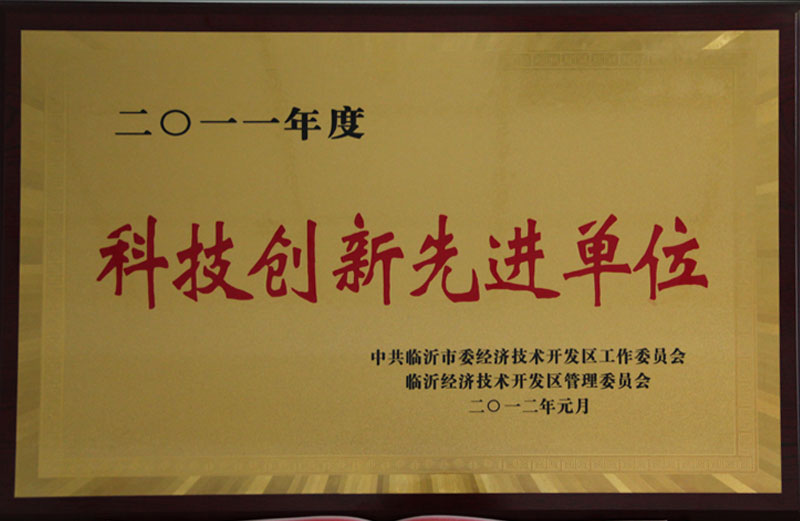 二〇一一年度
科技创新先进单位
中共临沂市委经济技术开发区工作委员会
临沂经济技术开发区管理委员会
二〇一二年元月